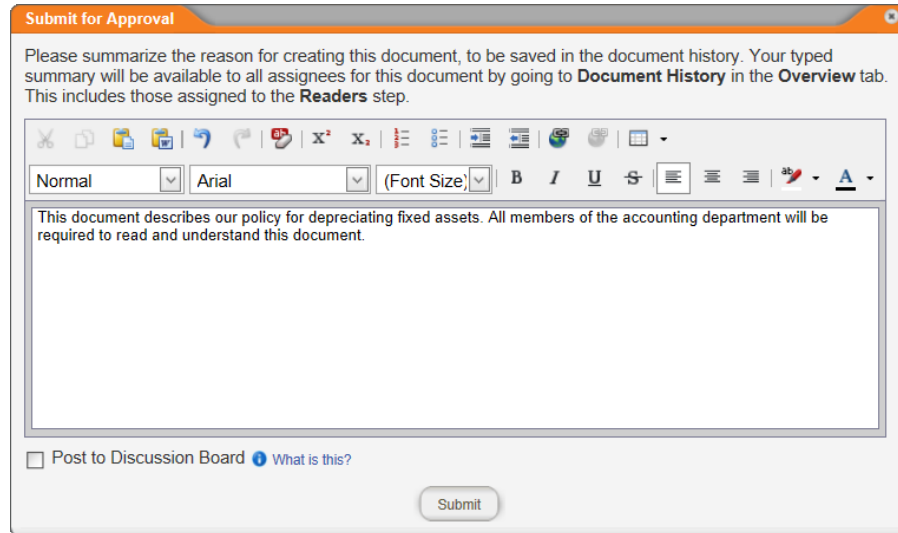 Submit for Approval
Please summarize the reason for creating this document, to be saved in the document history. Your typed
summary will be available to all assignees for this document by going to Document History in the Overview tab.
This includes those assigned to the Readers step.
X² X₂
Normal Arial (Font Size) B I U S ab A
This document describes our policy for depreciating fixed assets. All members of the accounting department will be
required to read and understand this document.
Post to Discussion Board What is this?
Submit